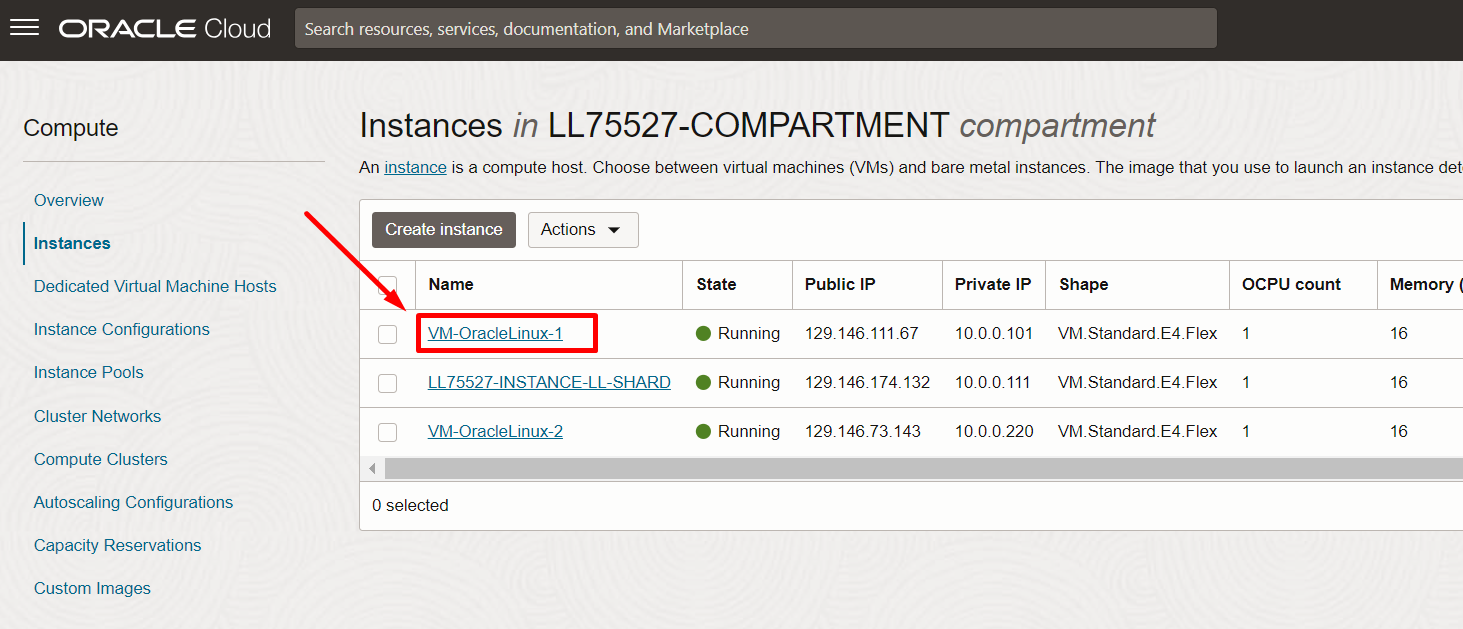 ORACLE Cloud
Search resources, services, documentation, and Marketplace
Compute
Overview
Instances
Dedicated Virtual Machine Hosts
Instance Configurations
Instance Pools
Cluster Networks
Compute Clusters
Autoscaling Configurations
Capacity Reservations
Custom Images
Instances in LL75527-COMPARTMENT compartment
An instance is a compute host. Choose between virtual machines (VMs) and bare metal instances. The image that you use to launch an instance det
Create instance Actions
Name State Public IP Private IP Shape OCPU count Memory (
VM-OracleLinux-1 Running 129.146.111.67 10.0.0.101 VM.Standard.E4.Flex 1 16
LL75527-INSTANCE-LL-SHARD Running 129.146.174.132 10.0.0.111 VM.Standard.E4.Flex 1 16
VM-OracleLinux-2 Running 129.146.73.143 10.0.0.220 VM.Standard.E4.Flex 1 16
0 selected